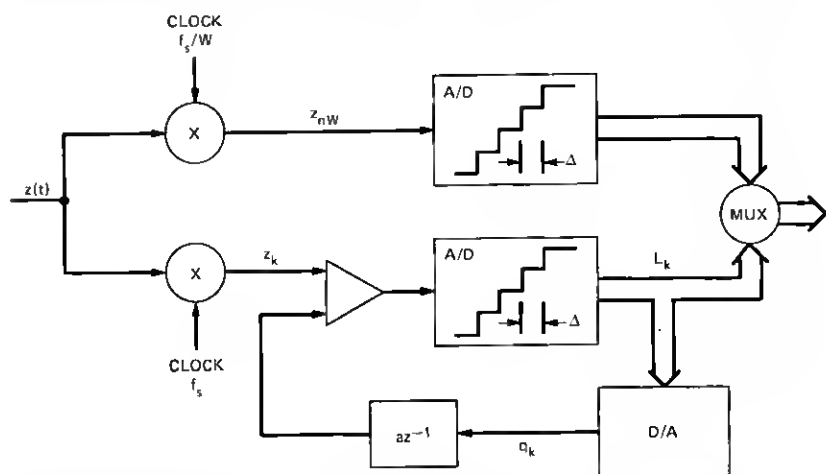 CLOCK
f_s/W
A/D
X
z_nW
Δ
z(t)
MUX
X
z_k
A/D
L_k
Δ
CLOCK
f_s
az⁻¹
q_k
D/A